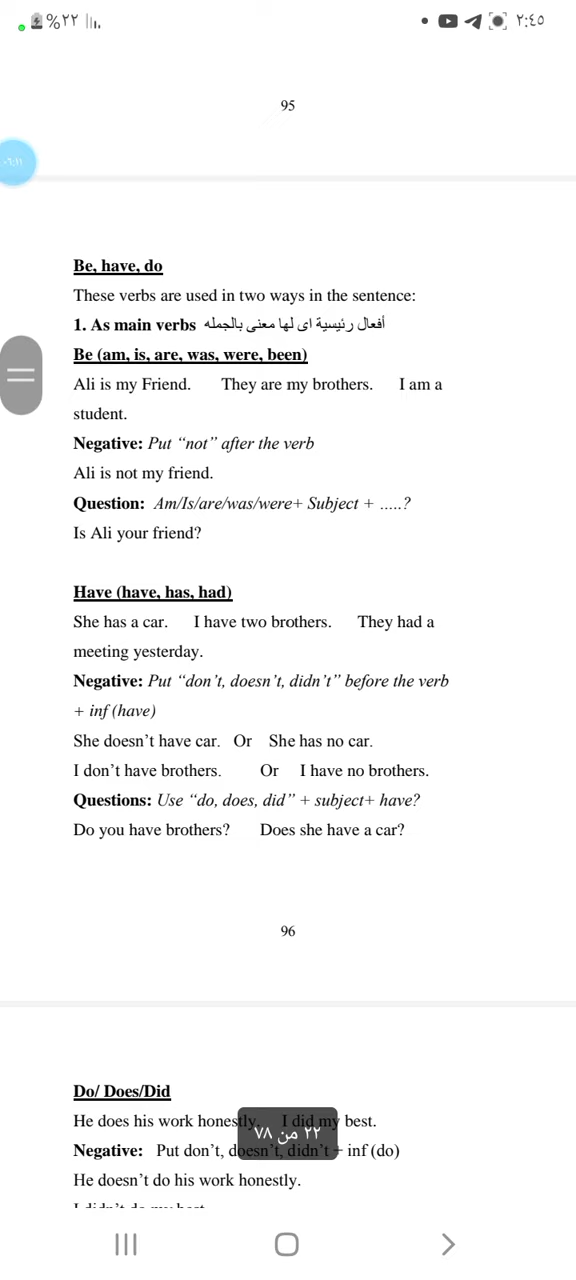 %٢٢
٢:٤٥
95
٠٦:١١
Be, have, do
These verbs are used in two ways in the sentence:
1. As main verbs أفعال رئيسية اى لها معنى بالجمله
Be (am, is, are, was, were, been)
Ali is my Friend. They are my brothers. I am a
student.
Negative: Put “not” after the verb
Ali is not my friend.
Question: Am/Is/are/was/were+ Subject + .....?
Is Ali your friend?
Have (have, has, had)
She has a car. I have two brothers. They had a
meeting yesterday.
Negative: Put “don’t, doesn’t, didn’t” before the verb
+ inf (have)
She doesn’t have car. Or She has no car.
I don’t have brothers. Or I have no brothers.
Questions: Use “do, does, did” + subject+ have?
Do you have brothers? Does she have a car?
96
Do/ Does/Did
He does his work honestly. I did my best.
٢٢ من ٧٨
Negative: Put don’t, doesn’t, didn’t + inf (do)
He doesn’t do his work honestly.